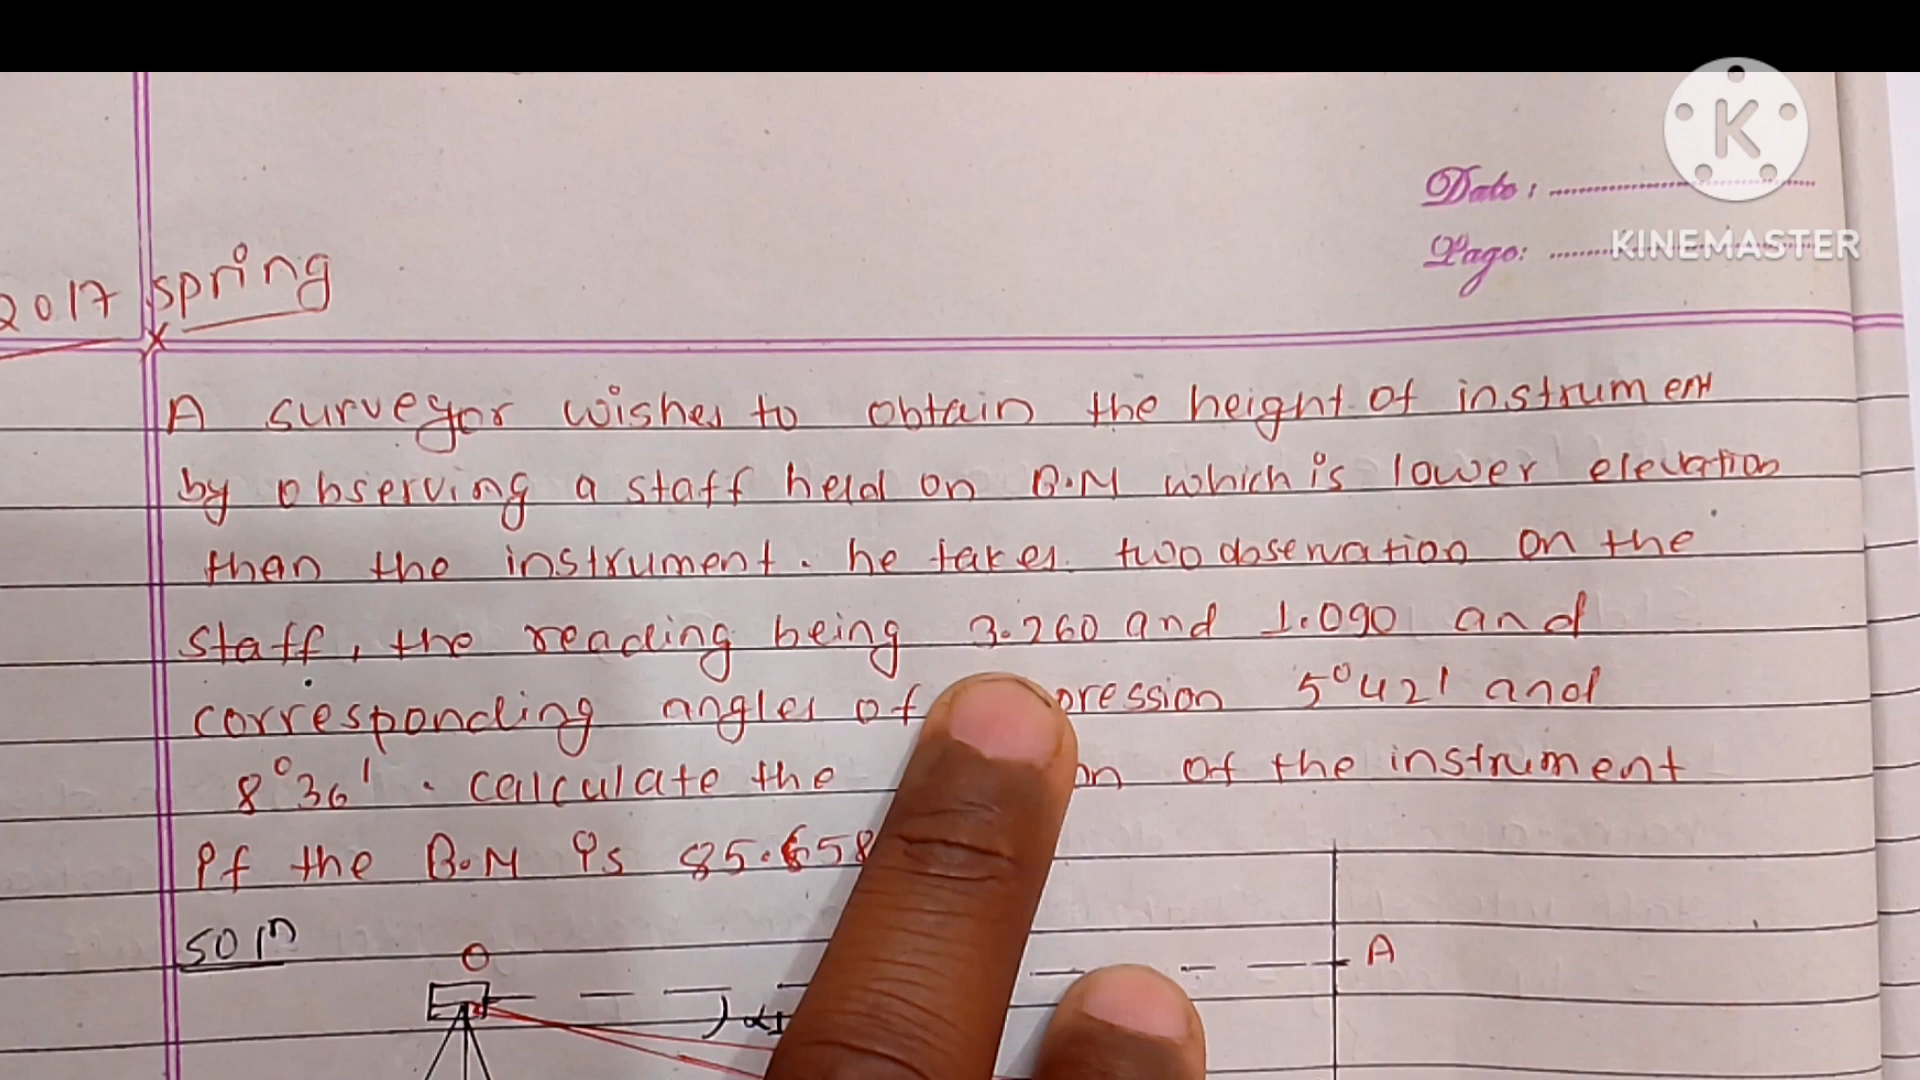 Date:
K
Page:
KINEMASTER
2017 spring
A surveyor wishes to obtain the height of instrument
by observing a staff held on B.M which is lower elevation
than the instrument. he takes two observation on the
staff, the reading being 3.260 and 1.090 and
corresponding angles of pression 5°42' and
8°36'. calculate the on of the instrument
If the B.M is 85.658
soln
O
A
α1